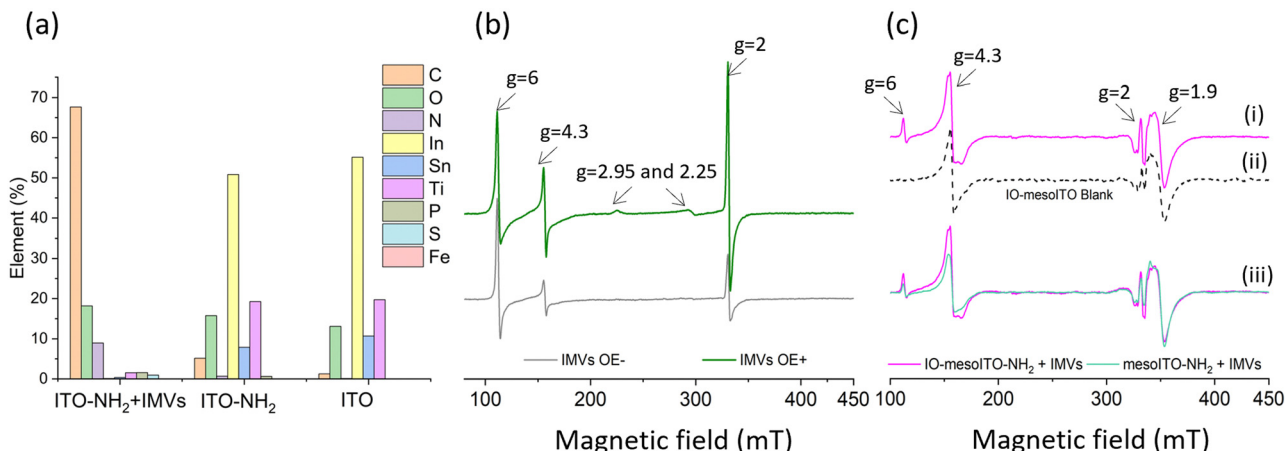 (a)
Element (%)
70
60
50
40
30
20
10
0
ITO-NH₂+IMVs
ITO-NH₂
ITO
C
O
N
In
Sn
Ti
P
S
Fe
(b)
g=6
g=4.3
g=2.95 and 2.25
g=2
IMVs OE-
IMVs OE+
100
200
300
400
Magnetic field (mT)
(c)
g=6
g=4.3
g=2
g=1.9
(i)
(ii)
IO-mesoITO Blank
(iii)
IO-mesoITO-NH₂ + IMVs
mesoITO-NH₂ + IMVs
100
200
300
400
450
Magnetic field (mT)